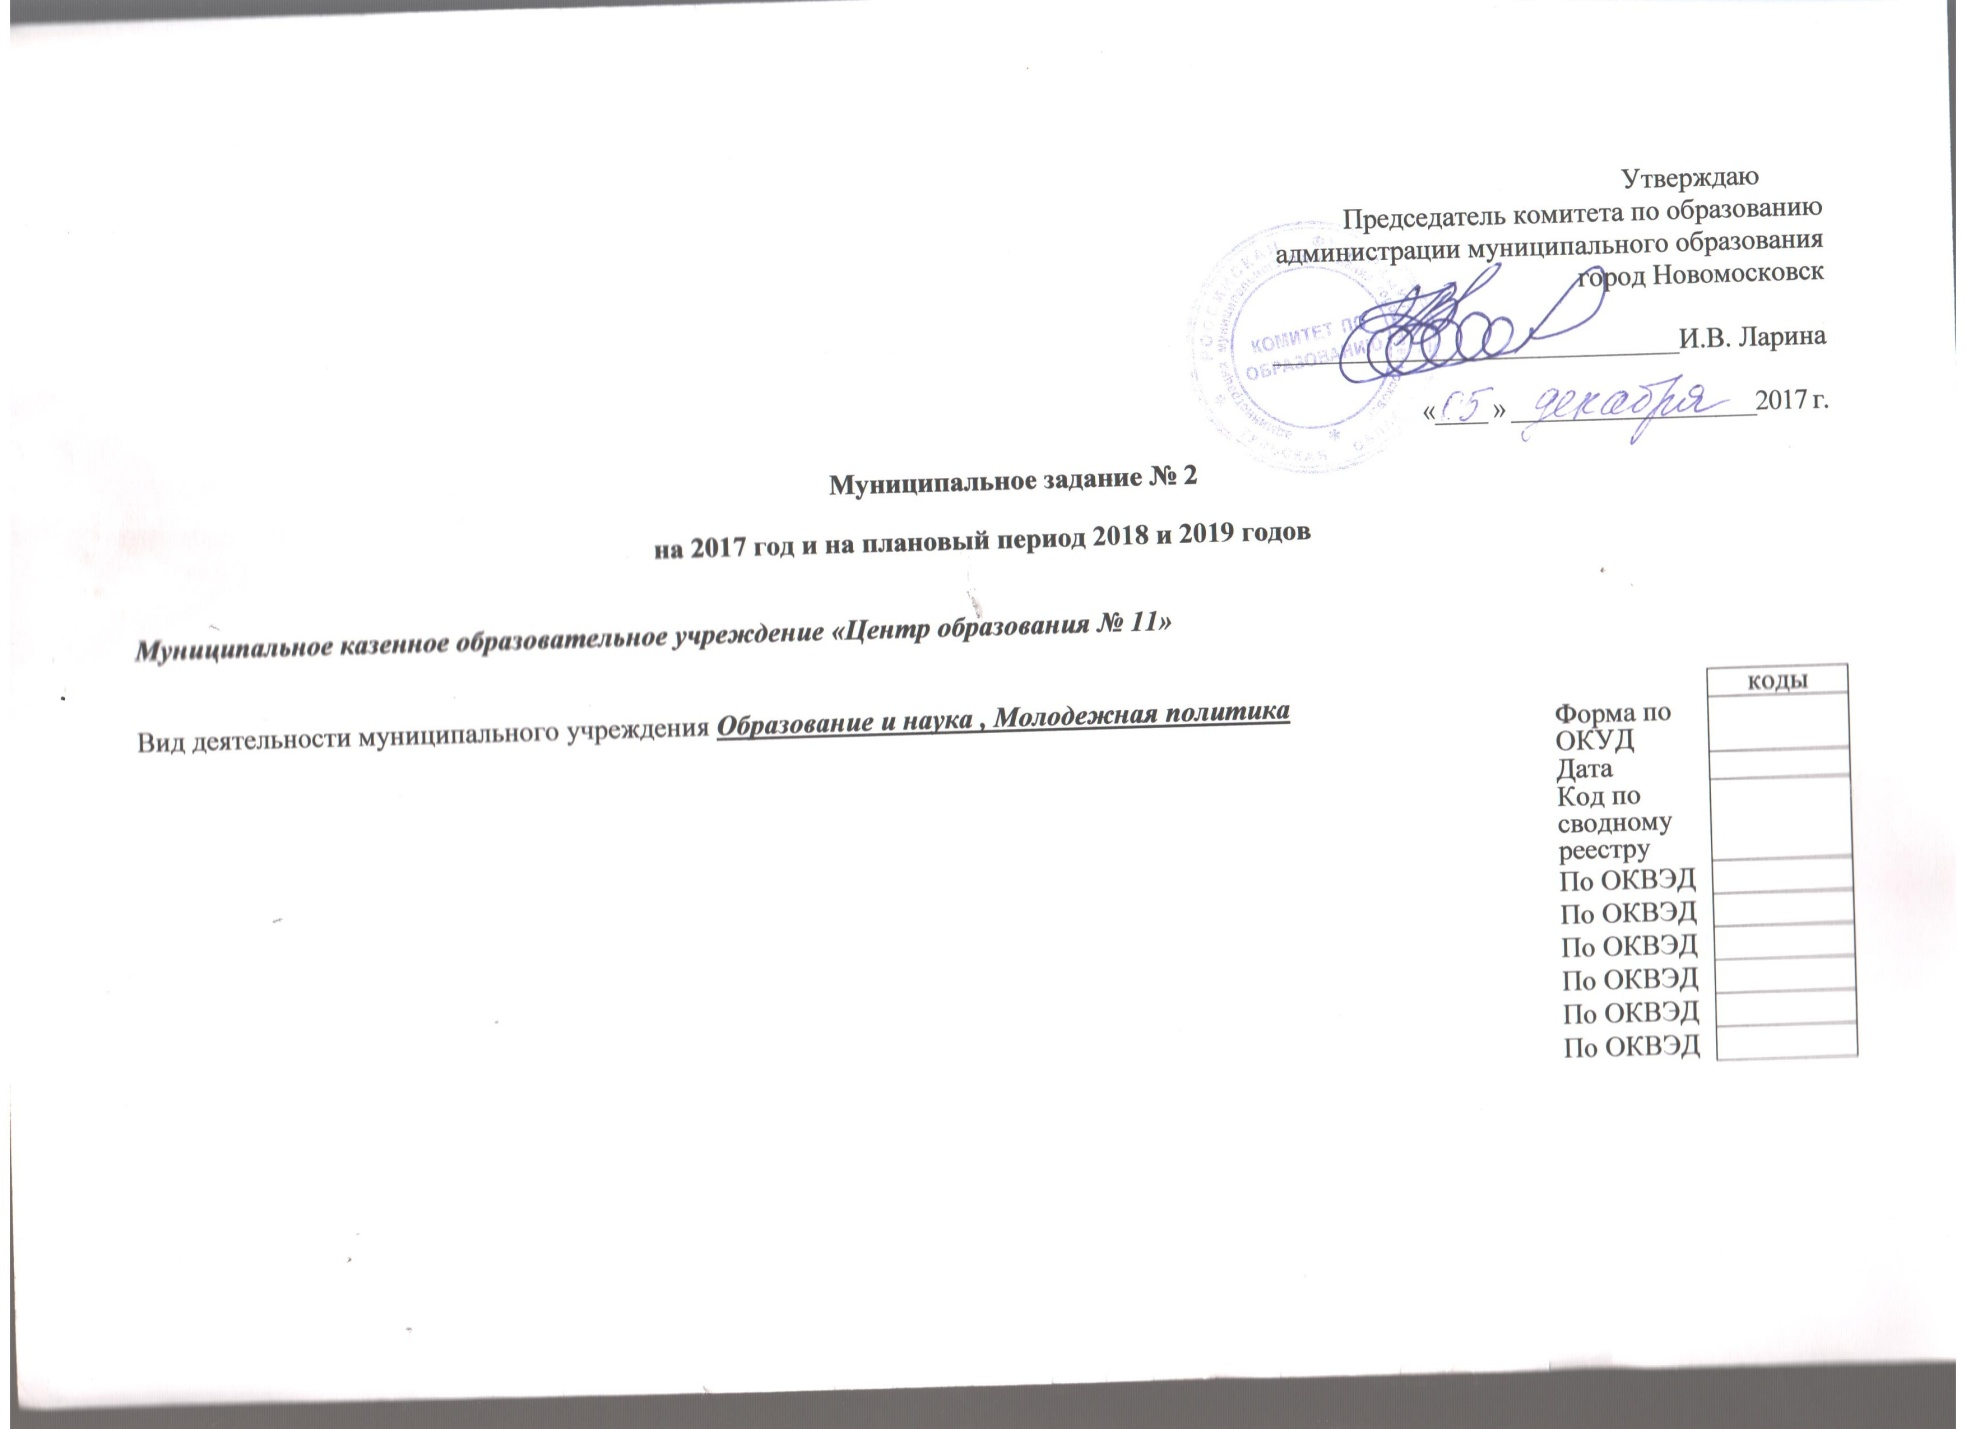 Утверждаю
Председатель комитета по образованию
администрации муниципального образования
город Новомосковск
КОМИТЕТ ПО
ОБРАЗОВАНИЮ
И.В. Ларина
«05» декабря 2017 г.
Муниципальное задание № 2
на 2017 год и на плановый период 2018 и 2019 годов
Муниципальное казенное образовательное учреждение «Центр образования № 11»
Вид деятельности муниципального учреждения Образование и наука , Молодежная политика
коды
Форма по
ОКУД
Дата
Код по
сводному
реестру
По ОКВЭД
По ОКВЭД
По ОКВЭД
По ОКВЭД
По ОКВЭД
По ОКВЭД